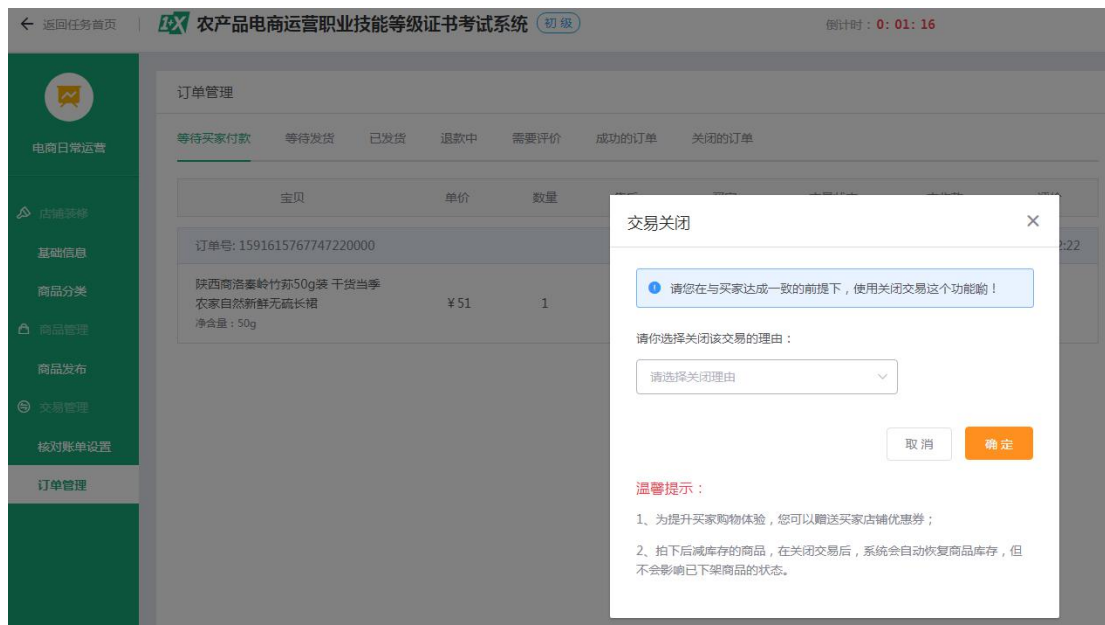 返回任务首页
1+X 农产品电商运营职业技能等级证书考试系统 初级
倒计时：0: 01: 16
电商日常运营
店铺装修
基础信息
商品分类
商品管理
商品发布
交易管理
核对账单设置
订单管理
订单管理
等待买家付款 等待发货 已发货 退款中 需要评价 成功的订单 关闭的订单
宝贝 单价 数量
订单号: 1591615767747220000
2:22
陕西商洛秦岭竹荪50g装 干货当季
农家自然新鲜无硫长裙
净含量：50g
¥51 1
交易关闭
请您在与买家达成一致的前提下，使用关闭交易这个功能喲！
请你选择关闭该交易的理由：
请选择关闭理由
取消 确定
温馨提示：
1、为提升买家购物体验，您可以赠送买家店铺优惠券；
2、拍下后减库存的商品，在关闭交易后，系统会自动恢复商品库存，但
不会影响已下架商品的状态。